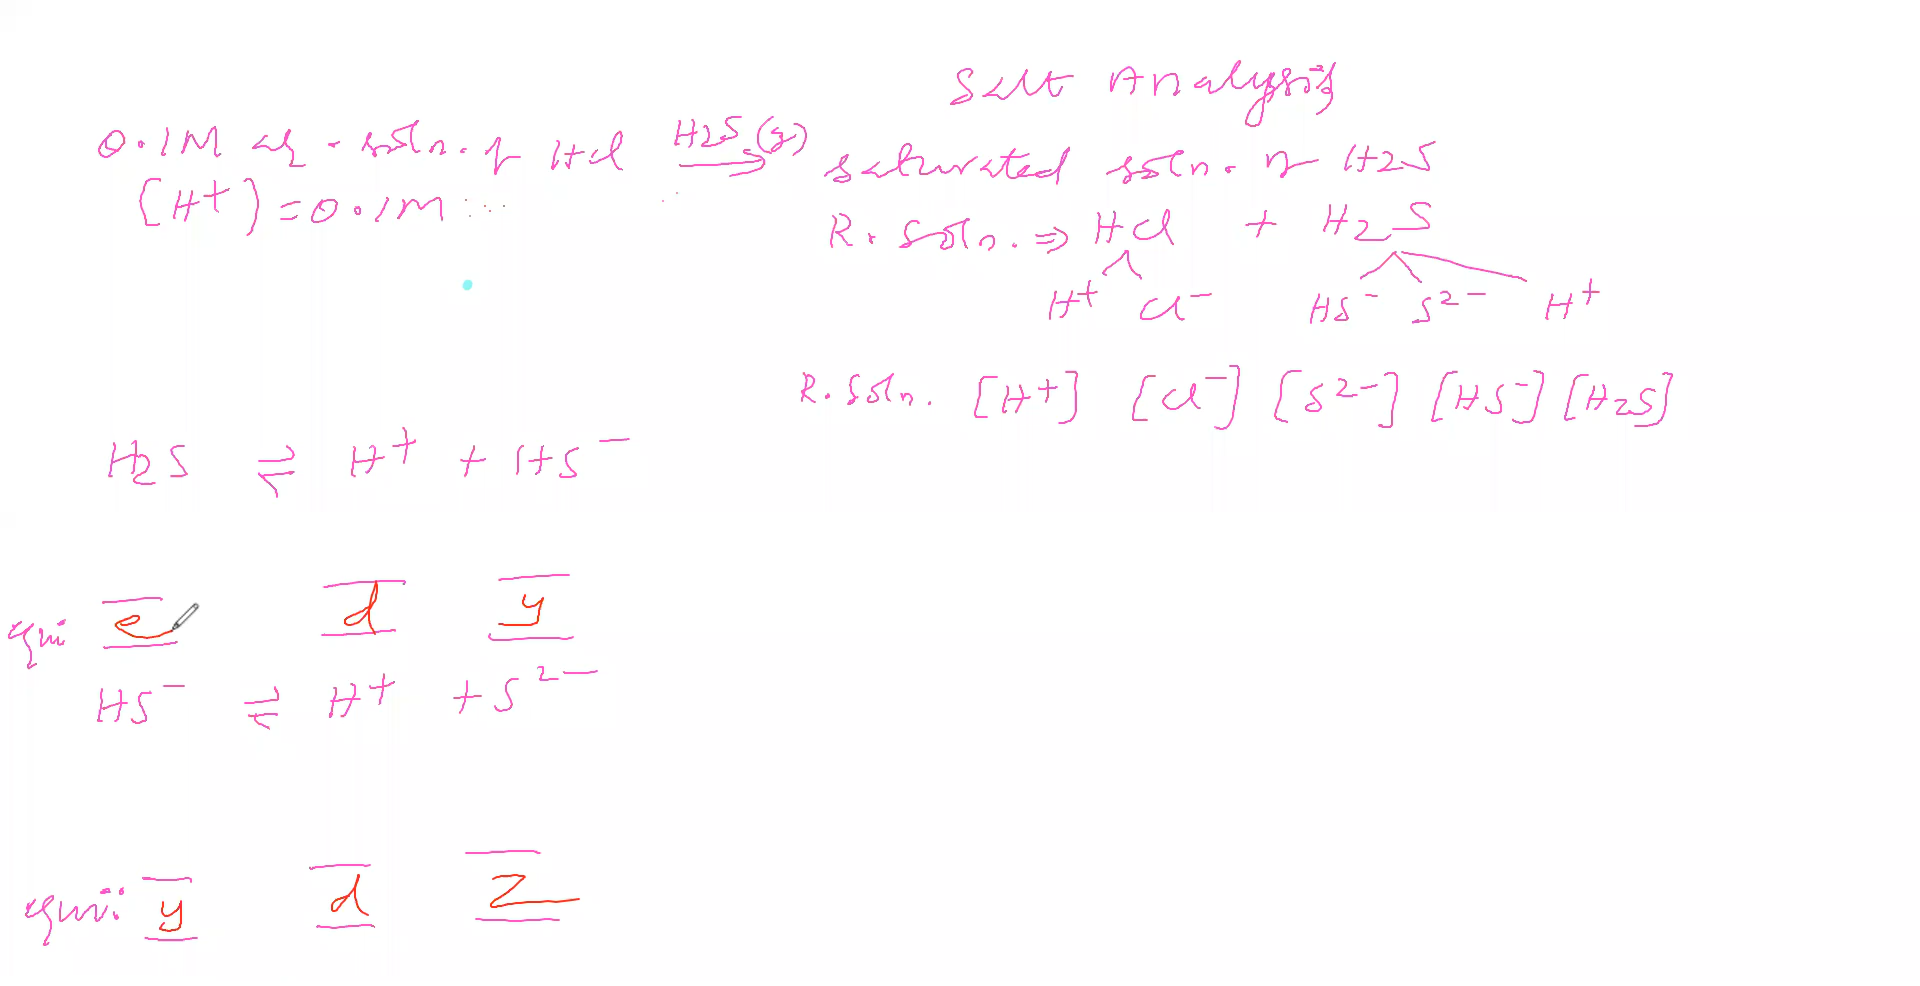 Salt Analysis
0.1M aq. soln. of HCl H2S(g) → saturated soln. of H2S
[H+] = 0.1M
R. Soln. ⇒ HCl + H2S
H+ Cl− HS− S2− H+
R. Soln. [H+] [Cl−] [S2−] [HS−] [H2S]
H2S ⇌ H+ + HS−
equi: e d y
HS− ⇌ H+ + S2−
equi: y d z